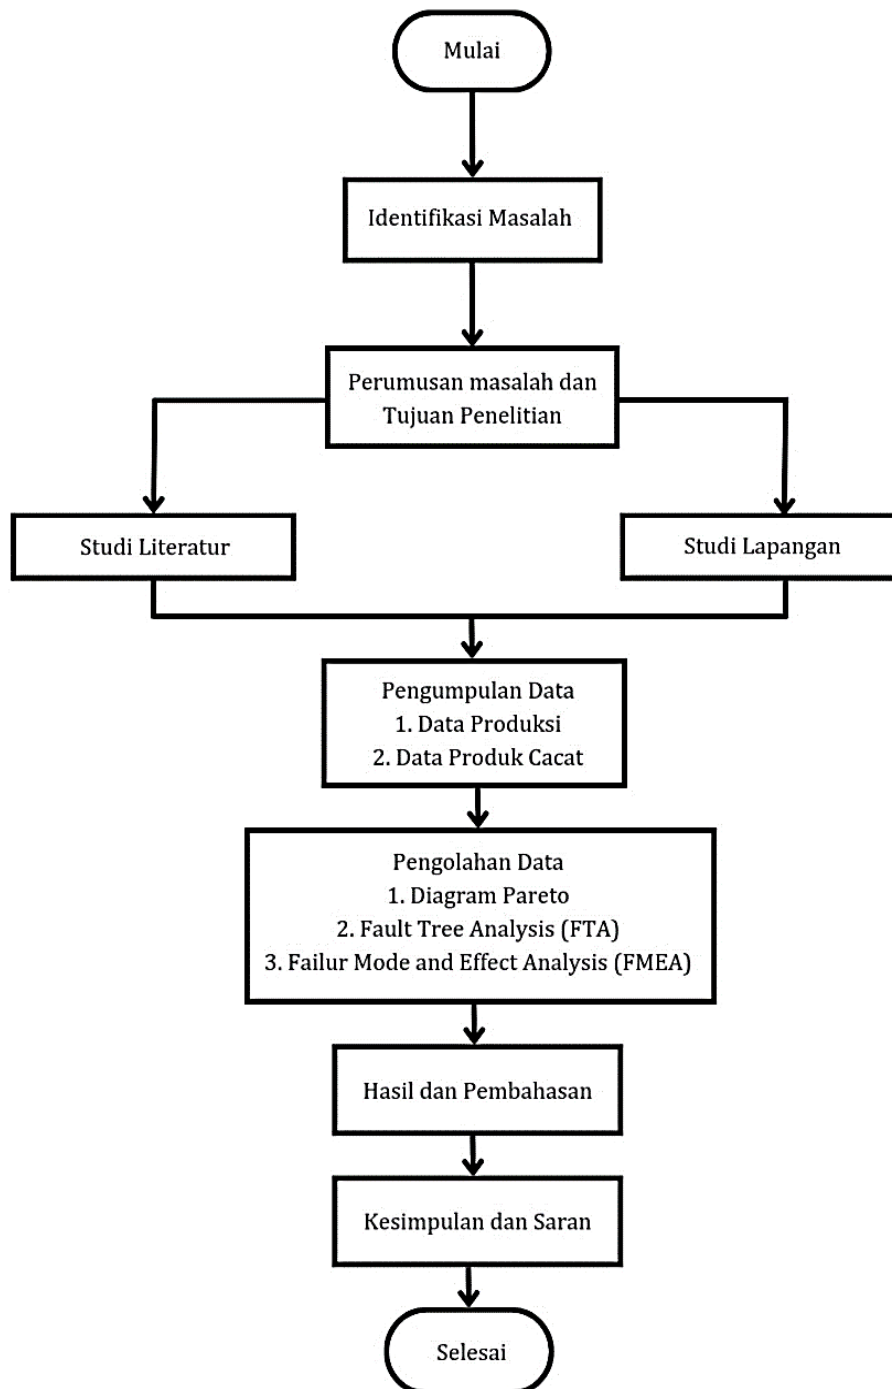 Mulai
Identifikasi Masalah
Perumusan masalah dan
Tujuan Penelitian
Studi Literatur
Studi Lapangan
Pengumpulan Data
1. Data Produksi
2. Data Produk Cacat
Pengolahan Data
1. Diagram Pareto
2. Fault Tree Analysis (FTA)
3. Failur Mode and Effect Analysis (FMEA)
Hasil dan Pembahasan
Kesimpulan dan Saran
Selesai